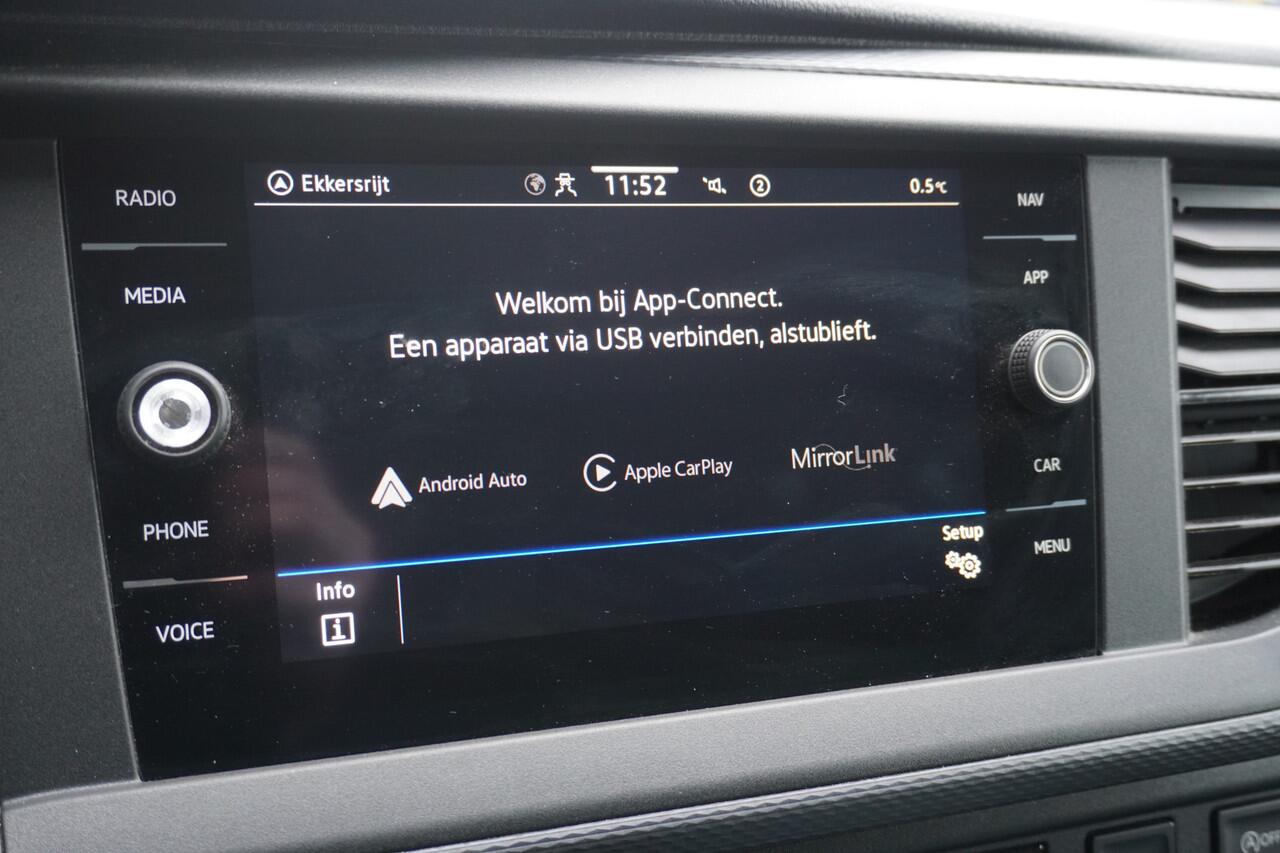 Ekkersrijt 11:52 2 0.5°C
RADIO
MEDIA
PHONE
VOICE
Welkom bij App-Connect.
Een apparaat via USB verbinden, alstublieft.
Android Auto Apple CarPlay MirrorLink
Info
i
Setup
NAV
APP
CAR
MENU